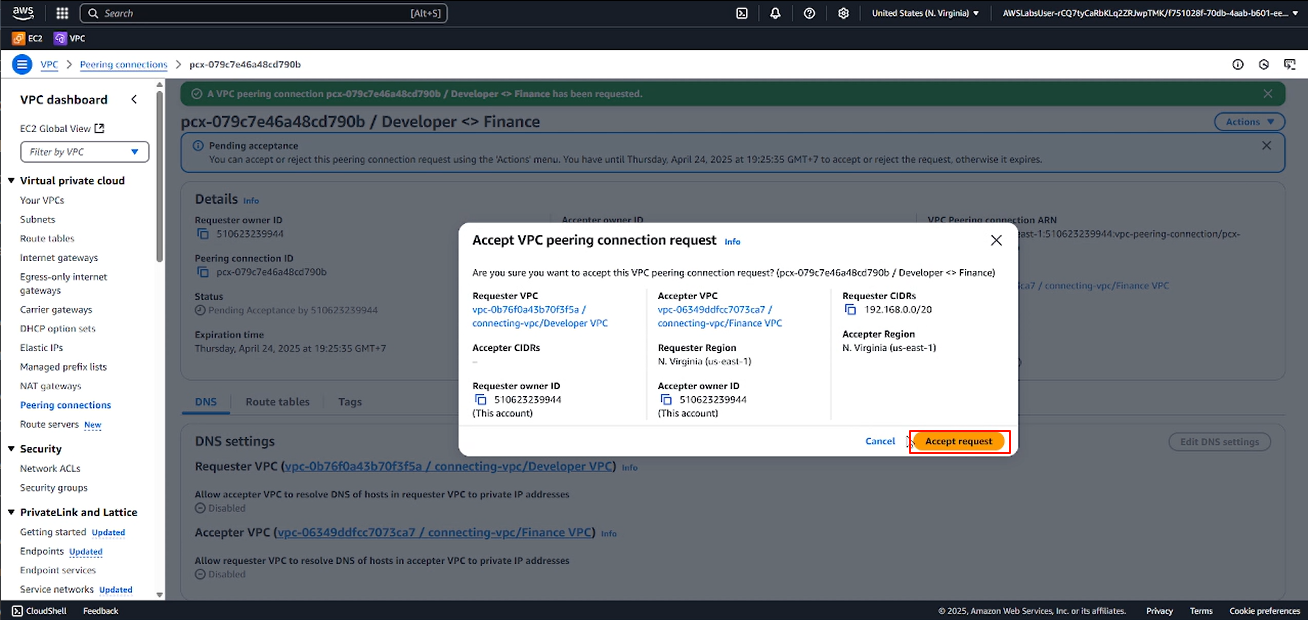 aws
Search
[Alt+S]
United States (N. Virginia)
AWSLabsUser-rCQ7tyCaRbKLq2ZRJwpTMK/f751028f-70db-4aab-b601-ee...
EC2
VPC
VPC > Peering connections > pcx-079c7e46a48cd790b
VPC dashboard
EC2 Global View
Filter by VPC
Virtual private cloud
Your VPCs
Subnets
Route tables
Internet gateways
Egress-only internet
gateways
Carrier gateways
DHCP option sets
Elastic IPs
Managed prefix lists
NAT gateways
Peering connections
Route servers New
Security
Network ACLs
Security groups
PrivateLink and Lattice
Getting started Updated
Endpoints Updated
Endpoint services
Service networks Updated
A VPC peering connection pcx-079c7e46a48cd790b / Developer <> Finance has been requested.
pcx-079c7e46a48cd790b / Developer <> Finance
Actions
Pending acceptance
You can accept or reject this peering connection request using the 'Actions' menu. You have until Thursday, April 24, 2025 at 19:25:35 GMT+7 to accept or reject the request, otherwise it expires.
Details Info
Requester owner ID
510623239944
Accepter owner ID
VPC Peering connection ARN
east-1:510623239944:vpc-peering-connection/pcx-
Peering connection ID
pcx-079c7e46a48cd790b
ca7 / connecting-vpc/Finance VPC
Status
Pending Acceptance by 510623239944
Expiration time
Thursday, April 24, 2025 at 19:25:35 GMT+7
Accept VPC peering connection request Info
Are you sure you want to accept this VPC peering connection request? (pcx-079c7e46a48cd790b / Developer <> Finance)
Requester VPC
vpc-0b76f0a43b70f3f5a /
connecting-vpc/Developer VPC
Accepter VPC
vpc-06349ddfcc7073ca7 /
connecting-vpc/Finance VPC
Requester CIDRs
192.168.0.0/20
Accepter CIDRs
–
Requester Region
N. Virginia (us-east-1)
Accepter Region
N. Virginia (us-east-1)
Requester owner ID
510623239944
(This account)
Accepter owner ID
510623239944
(This account)
Cancel
Accept request
DNS
Route tables
Tags
DNS settings
Edit DNS settings
Requester VPC (vpc-0b76f0a43b70f3f5a / connecting-vpc/Developer VPC) Info
Allow accepter VPC to resolve DNS of hosts in requester VPC to private IP addresses
Disabled
Accepter VPC (vpc-06349ddfcc7073ca7 / connecting-vpc/Finance VPC) Info
Allow requester VPC to resolve DNS of hosts in accepter VPC to private IP addresses
Disabled
CloudShell
Feedback
© 2025, Amazon Web Services, Inc. or its affiliates.
Privacy
Terms
Cookie preferences